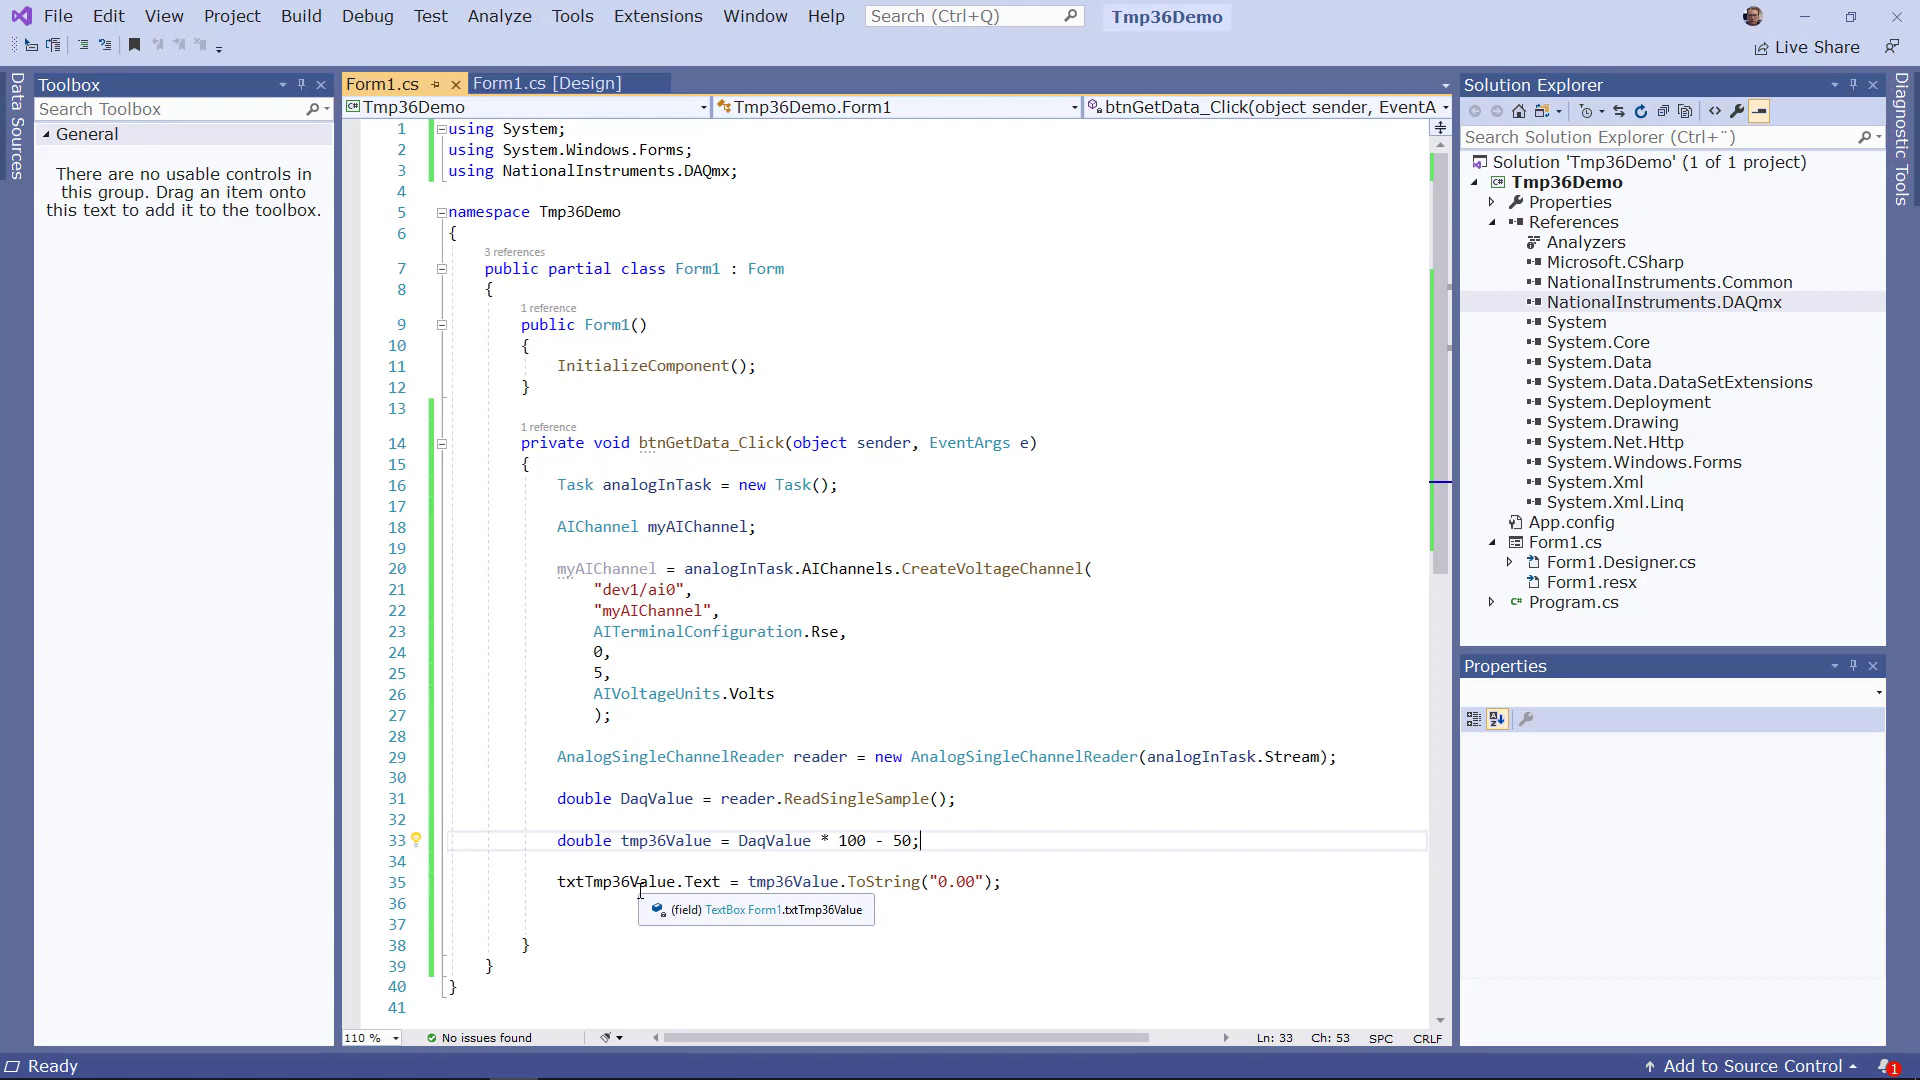 File Edit View Project Build Debug Test Analyze Tools Extensions Window Help Search (Ctrl+Q) Tmp36Demo
Live Share
Data Sources
Toolbox
Search Toolbox
General
There are no usable controls in
this group. Drag an item onto
this text to add it to the toolbox.
Form1.cs Form1.cs [Design]
Tmp36Demo Tmp36Demo.Form1 btnGetData_Click(object sender, EventA
1 using System;
2 using System.Windows.Forms;
3 using NationalInstruments.DAQmx;
4
5 namespace Tmp36Demo
6 {
3 references
7 public partial class Form1 : Form
8 {
1 reference
9 public Form1()
10 {
11 InitializeComponent();
12 }
13
1 reference
14 private void btnGetData_Click(object sender, EventArgs e)
15 {
16 Task analogInTask = new Task();
17
18 AIChannel myAIChannel;
19
20 myAIChannel = analogInTask.AIChannels.CreateVoltageChannel(
21 "dev1/ai0",
22 "myAIChannel",
23 AITerminalConfiguration.Rse,
24 0,
25 5,
26 AIVoltageUnits.Volts
27 );
28
29 AnalogSingleChannelReader reader = new AnalogSingleChannelReader(analogInTask.Stream);
30
31 double DaqValue = reader.ReadSingleSample();
32
33 double tmp36Value = DaqValue * 100 - 50;
34
35 txtTmp36Value.Text = tmp36Value.ToString("0.00");
36
(field) TextBox Form1.txtTmp36Value
37
38 }
39 }
40 }
41
110 % No issues found Ln: 33 Ch: 53 SPC CRLF
Solution Explorer
Search Solution Explorer (Ctrl+¨)
Solution 'Tmp36Demo' (1 of 1 project)
Tmp36Demo
Properties
References
Analyzers
Microsoft.CSharp
NationalInstruments.Common
NationalInstruments.DAQmx
System
System.Core
System.Data
System.Data.DataSetExtensions
System.Deployment
System.Drawing
System.Net.Http
System.Windows.Forms
System.Xml
System.Xml.Linq
App.config
Form1.cs
Form1.Designer.cs
Form1.resx
Program.cs
Properties
Diagnostic Tools
Ready
Add to Source Control
1